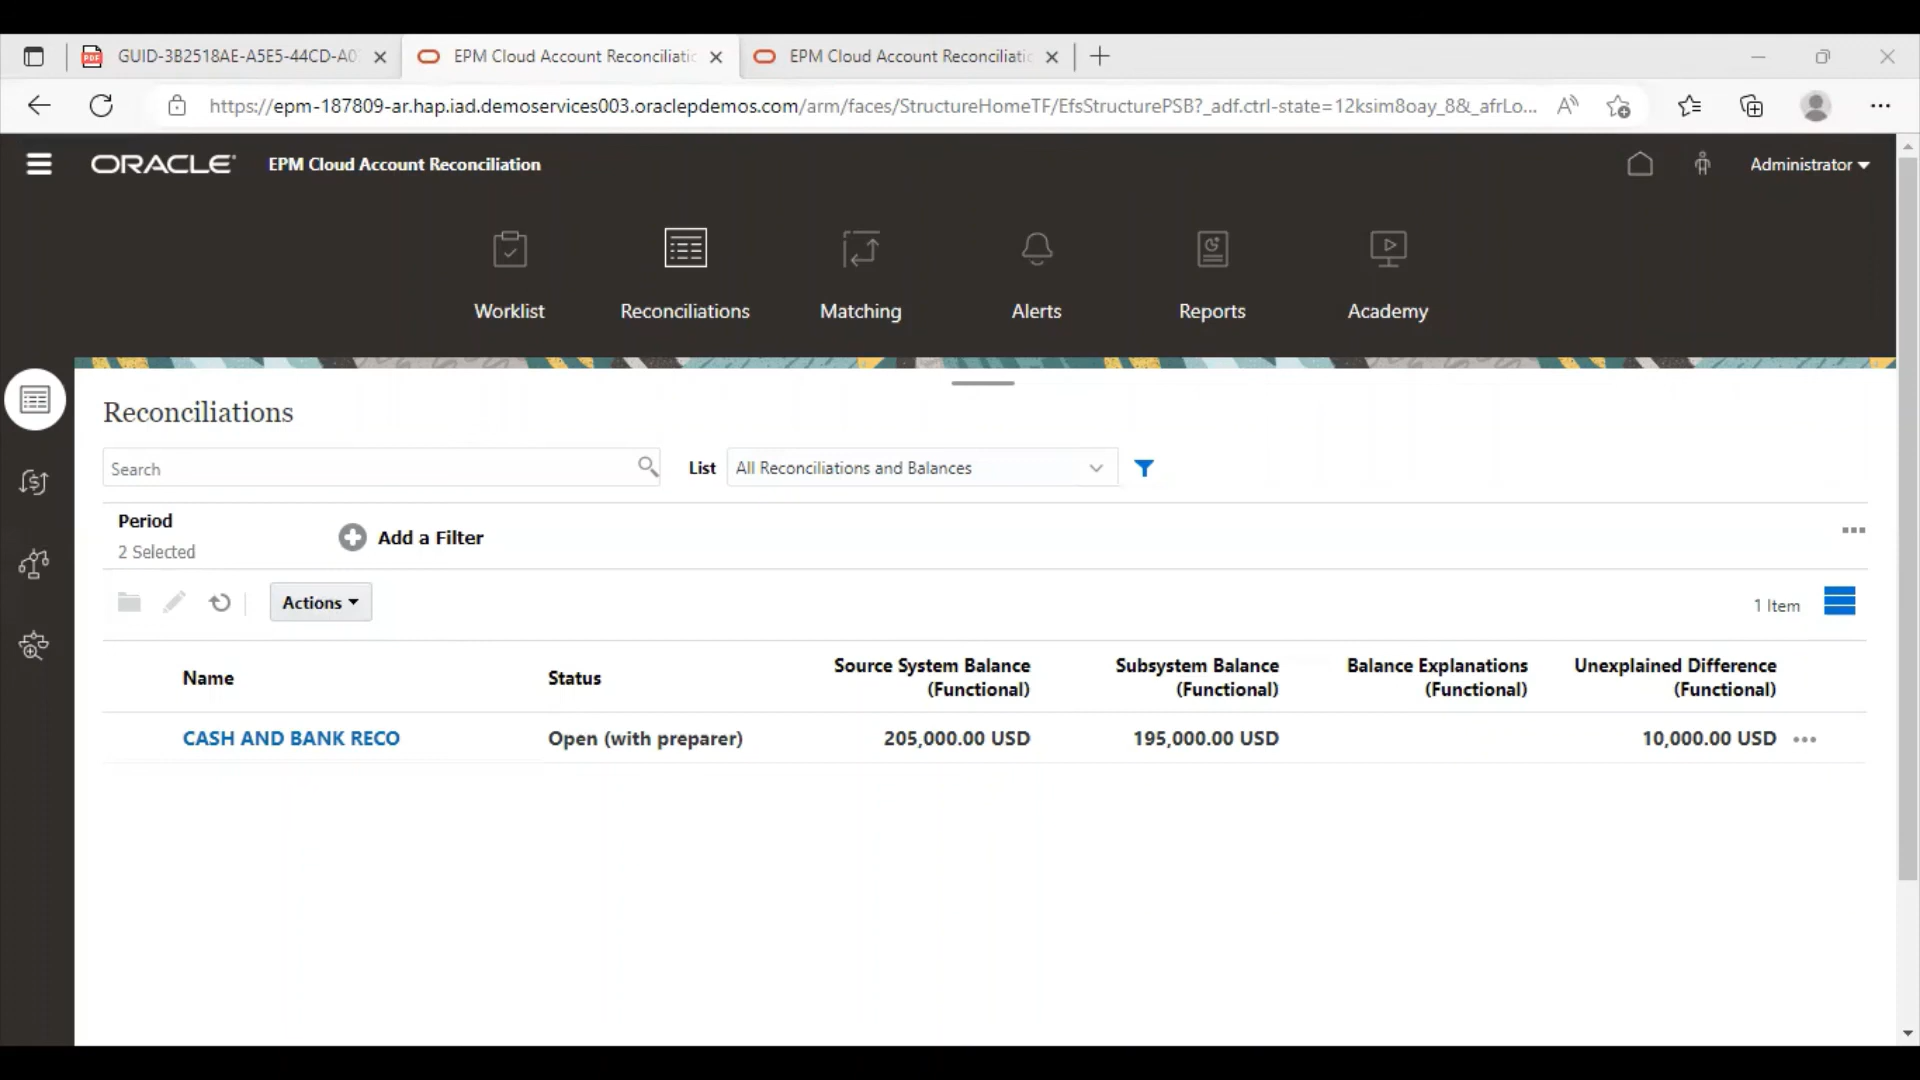 GUID-3B2518AE-A5E5-44CD-A0
EPM Cloud Account Reconciliatio
EPM Cloud Account Reconciliati
https://epm-187809-ar.hap.iad.demoservices003.oraclepdemos.com/arm/faces/StructureHomeTF/EfsStructurePSB?_adf.ctrl-state=12ksim8oay_8&_afrLo...
ORACLE EPM Cloud Account Reconciliation
Administrator
Worklist Reconciliations Matching Alerts Reports Academy
Reconciliations
Search List All Reconciliations and Balances
Period
2 Selected
Add a Filter
Actions
1 Item
Name Status Source System Balance (Functional) Subsystem Balance (Functional) Balance Explanations (Functional) Unexplained Difference (Functional)
CASH AND BANK RECO Open (with preparer) 205,000.00 USD 195,000.00 USD 10,000.00 USD